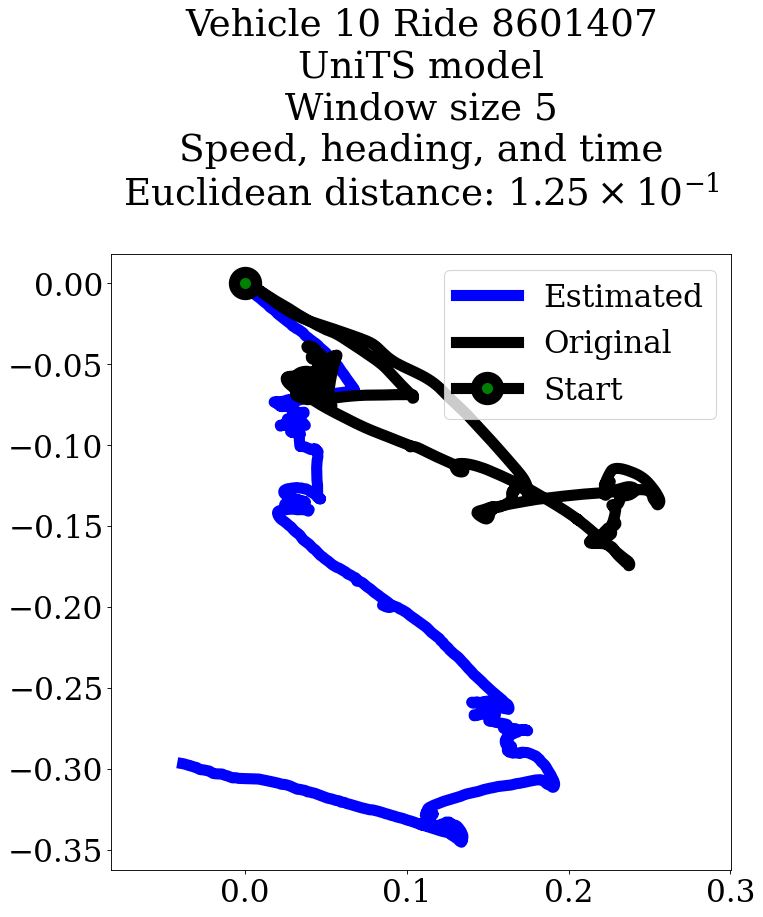 Vehicle 10 Ride 8601407
UniTS model
Window size 5
Speed, heading, and time
Euclidean distance: 1.25 × 10⁻¹
Estimated
Original
Start
0.00
−0.05
−0.10
−0.15
−0.20
−0.25
−0.30
−0.35
0.0 0.1 0.2 0.3